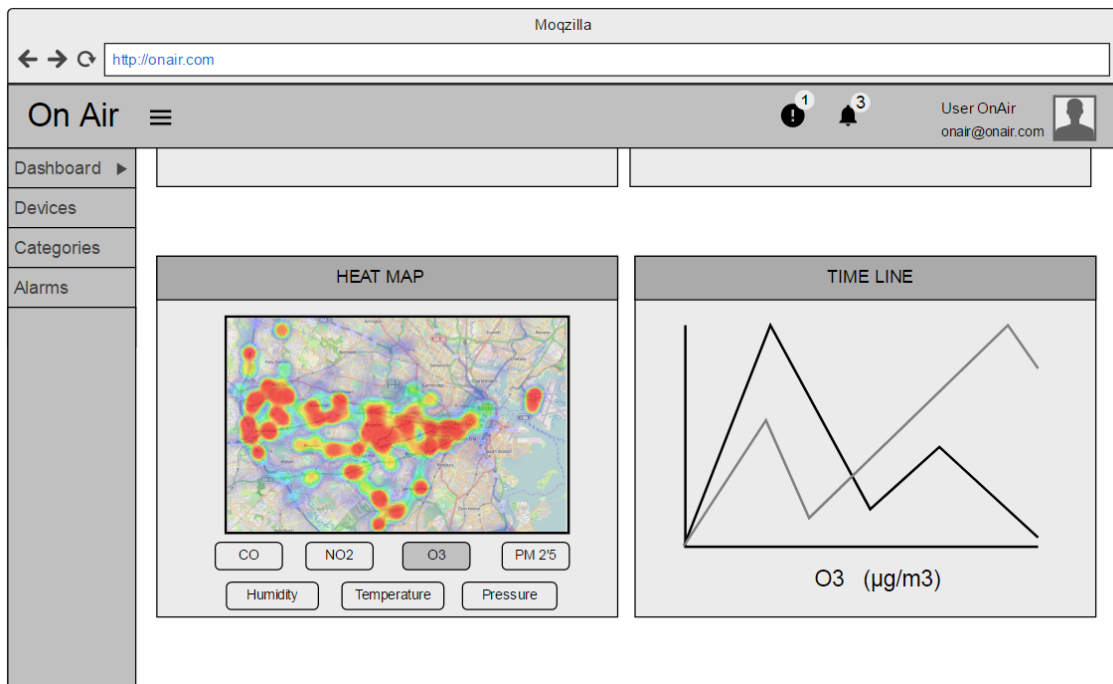 Moqzilla
http://onair.com
On Air
1
3
User OnAir
onair@onair.com
Dashboard
Devices
Categories
Alarms
HEAT MAP
CO
NO2
O3
PM 2'5
Humidity
Temperature
Pressure
TIME LINE
O3 (µg/m3)